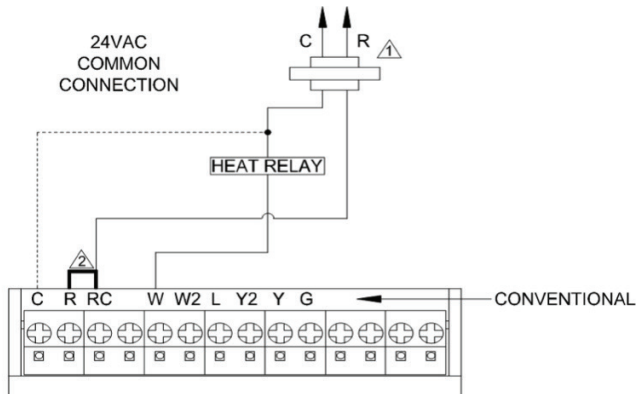 24VAC
COMMON
CONNECTION
C R
1
HEAT RELAY
2
C R RC W W2 L Y2 Y G
CONVENTIONAL